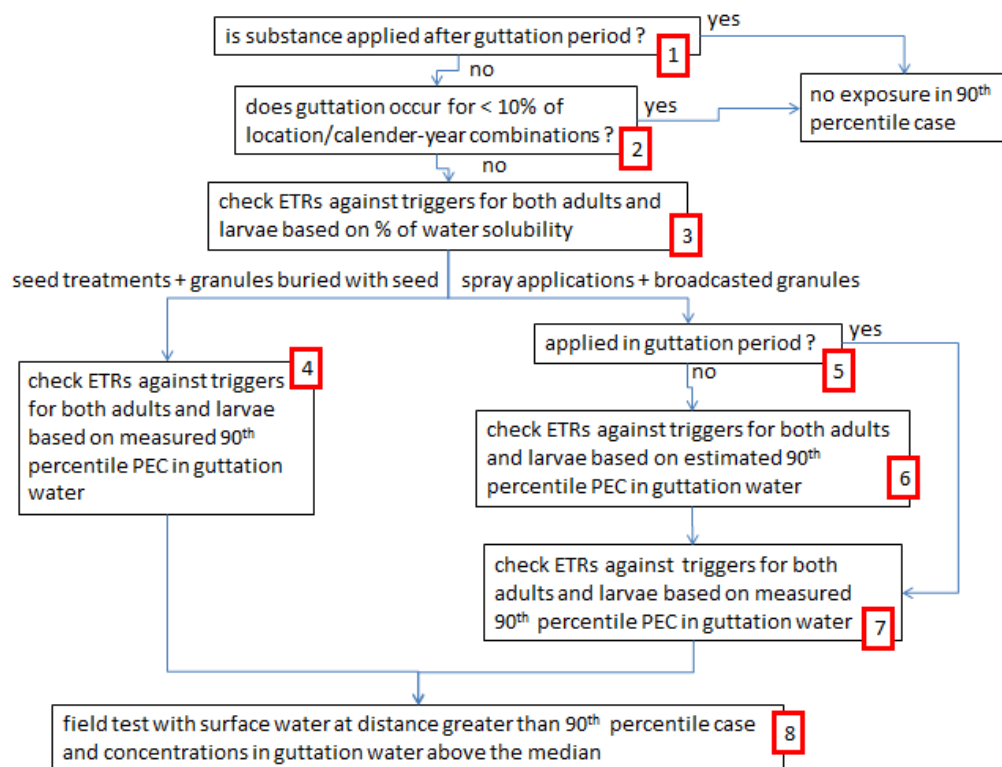 yes
is substance applied after guttation period ?
1
no
does guttation occur for < 10% of
location/calender-year combinations ?
2
yes
no exposure in 90th
percentile case
no
check ETRs against triggers for both adults and
larvae based on % of water solubility
3
seed treatments + granules buried with seed
spray applications + broadcasted granules
yes
applied in guttation period ?
5
no
4
check ETRs against triggers
for both adults and larvae
based on measured 90th
percentile PEC in guttation
water
check ETRs against triggers for both adults
and larvae based on estimated 90th
percentile PEC in guttation water
6
check ETRs against triggers for both
adults and larvae based on measured
90th percentile PEC in guttation water
7
field test with surface water at distance greater than 90th percentile case
and concentrations in guttation water above the median
8